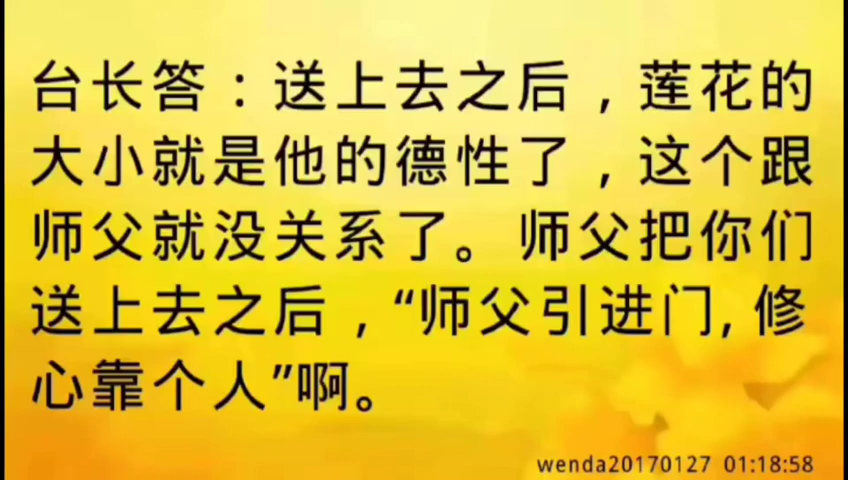 台长答：送上去之后，莲花的
大小就是他的德性了，这个跟
师父就没关系了。师父把你们
送上去之后，“师父引进门，修
心靠个人”啊。
wenda20170127 01:18:58